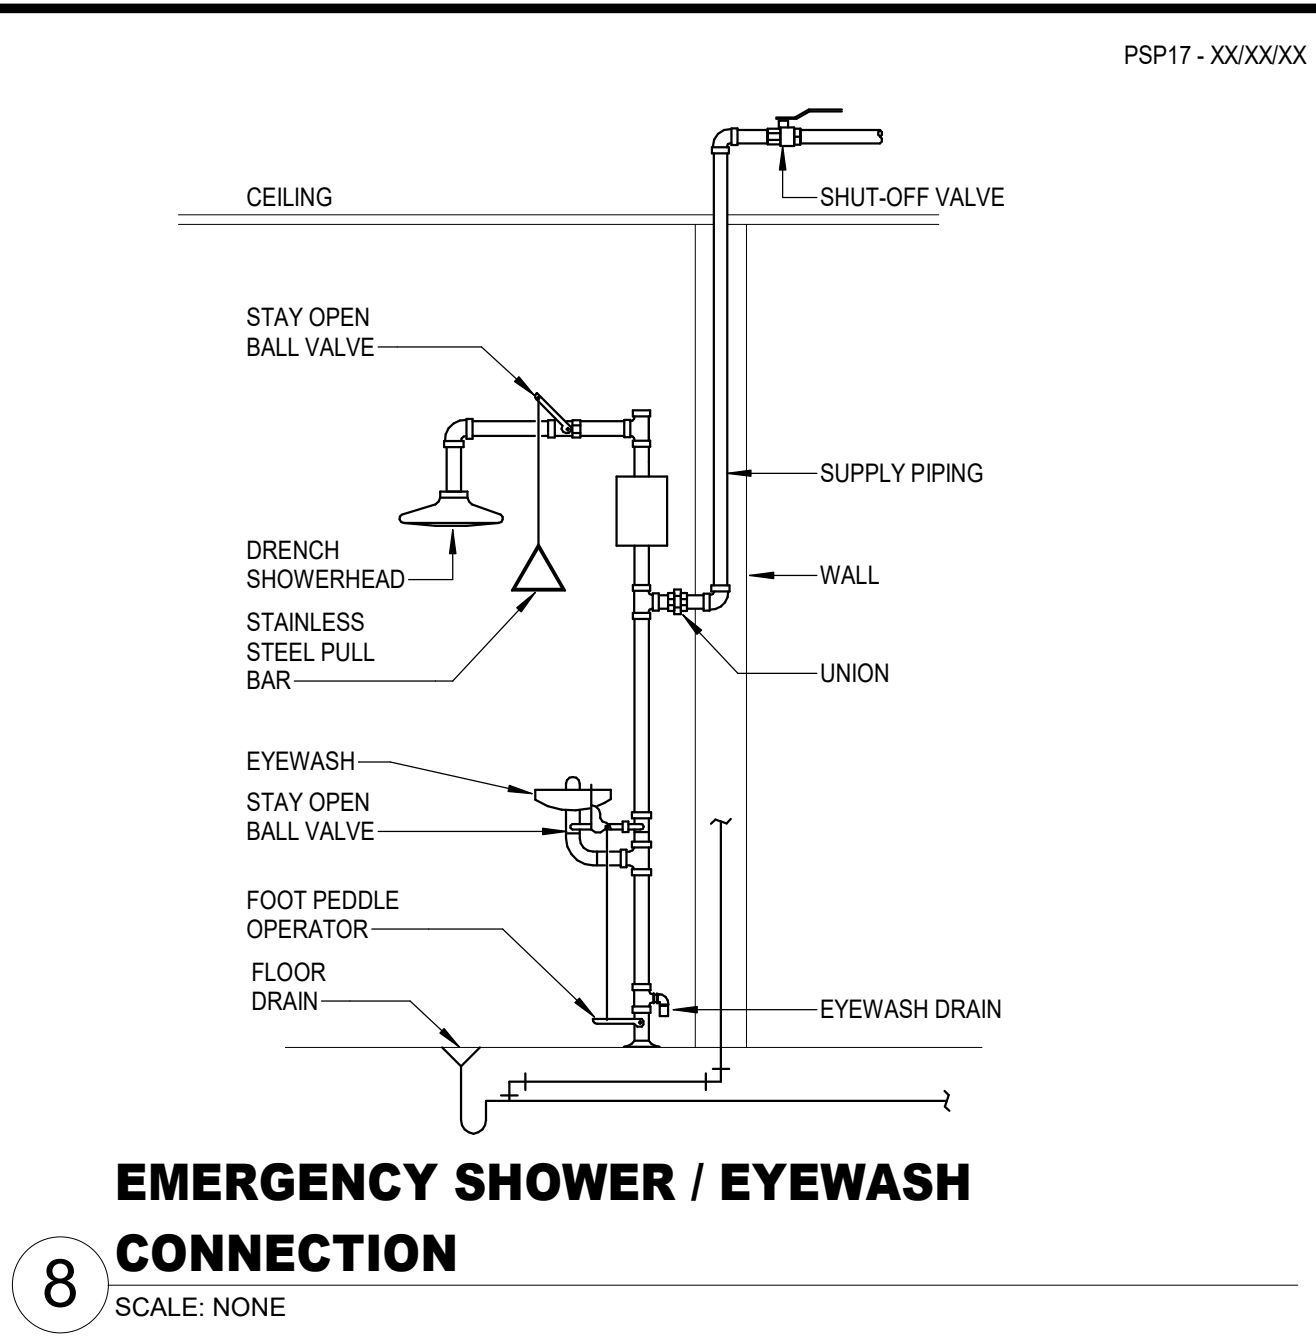 PSP17 - XX/XX/XX
CEILING
SHUT-OFF VALVE
STAY OPEN
BALL VALVE
SUPPLY PIPING
DRENCH
SHOWERHEAD
WALL
STAINLESS
STEEL PULL
BAR
UNION
EYEWASH
STAY OPEN
BALL VALVE
FOOT PEDDLE
OPERATOR
FLOOR
DRAIN
EYEWASH DRAIN
EMERGENCY SHOWER / EYEWASH
CONNECTION
8
SCALE: NONE